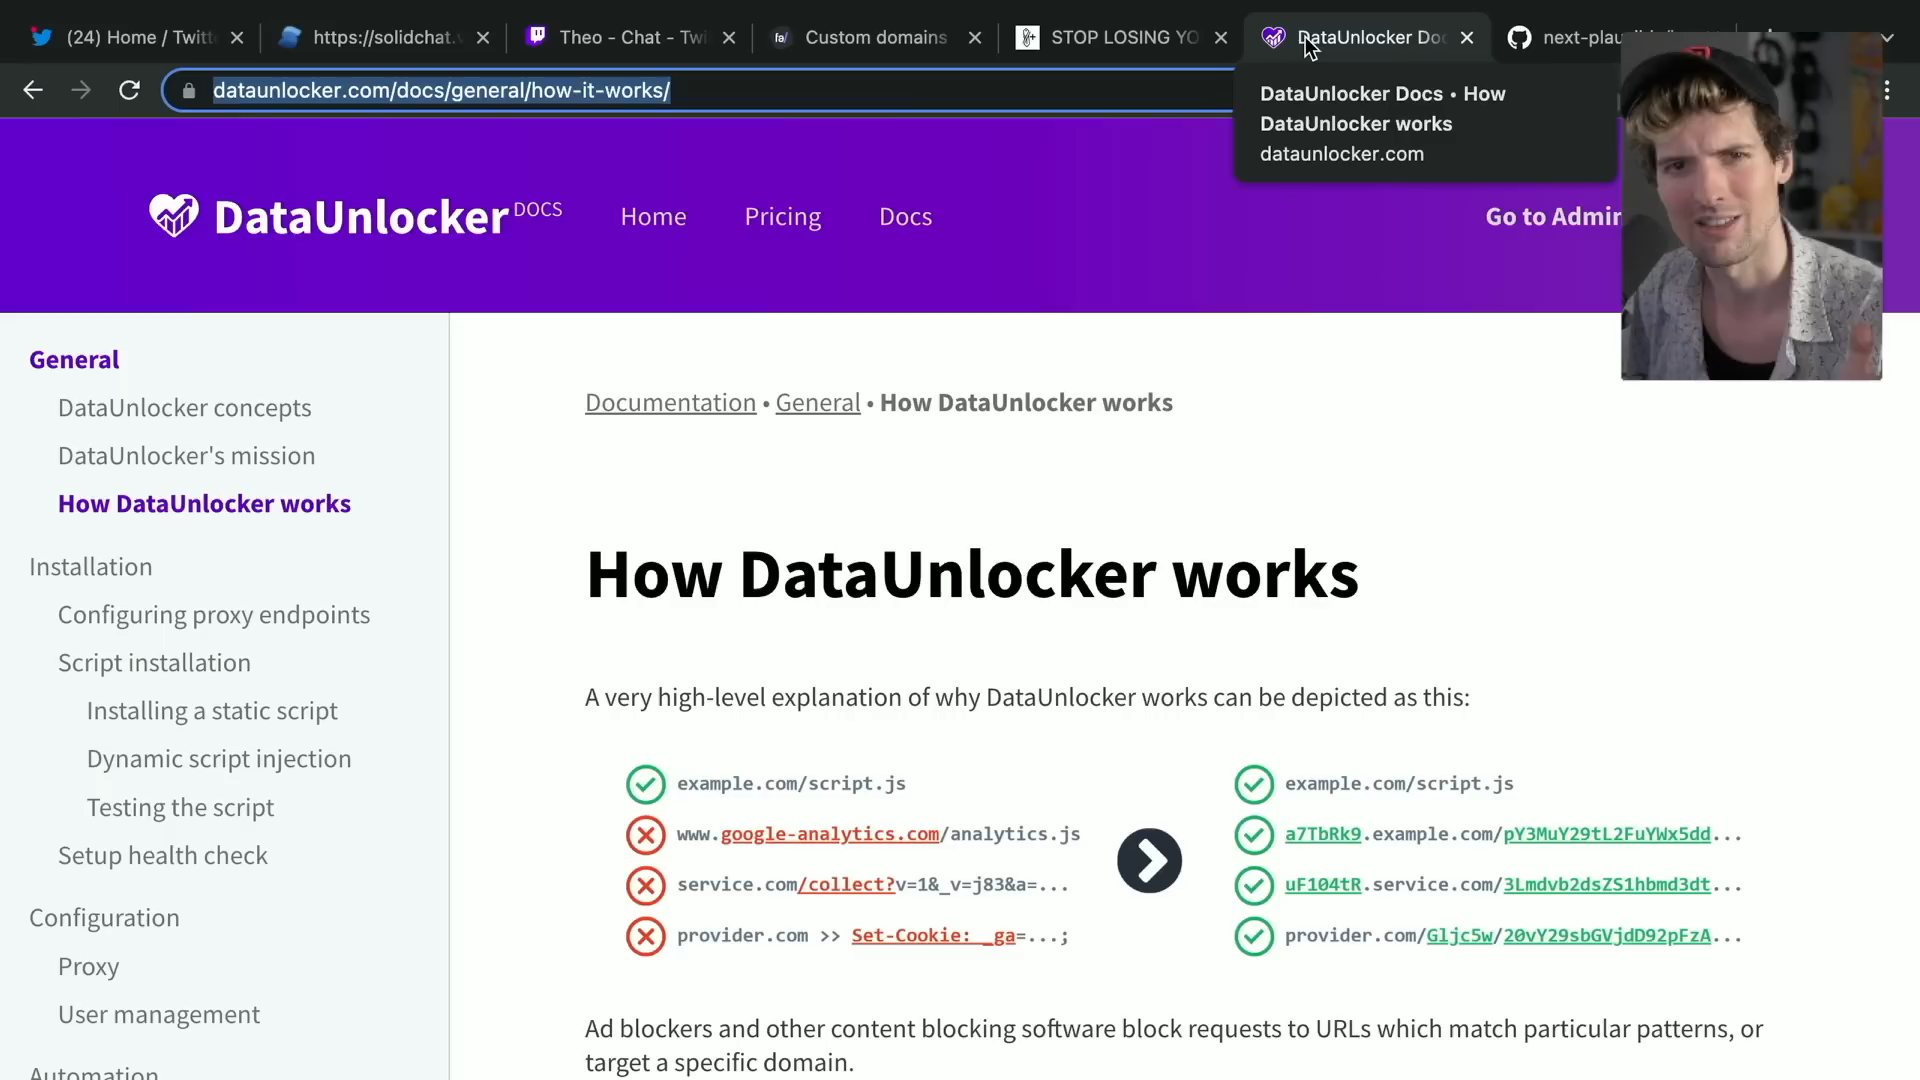 (24) Home / Twitt
https://solidchat.
Theo - Chat - Twi
fa/
Custom domains
STOP LOSING YO
DataUnlocker Doc
dataunlocker.com/docs/general/how-it-works/
DataUnlocker Docs • How
DataUnlocker works
dataunlocker.com
DataUnlocker DOCS
Home
Pricing
Docs
Go to Admin
General
DataUnlocker concepts
DataUnlocker's mission
How DataUnlocker works
Installation
Configuring proxy endpoints
Script installation
Installing a static script
Dynamic script injection
Testing the script
Setup health check
Configuration
Proxy
User management
Automation
Documentation • General • How DataUnlocker works
How DataUnlocker works
A very high-level explanation of why DataUnlocker works can be depicted as this:
example.com/script.js
www.google-analytics.com/analytics.js
service.com/collect?v=1&_v=j83&a=...
provider.com >> Set-Cookie: _ga=...;
example.com/script.js
a7TbRk9.example.com/pY3MuY29tL2FuYWx5dd...
uF104tR.service.com/3Lmdvb2dsZS1hbmd3dt...
provider.com/Gljc5w/20vY29sbGVjdD92pFzA...
Ad blockers and other content blocking software block requests to URLs which match particular patterns, or
target a specific domain.